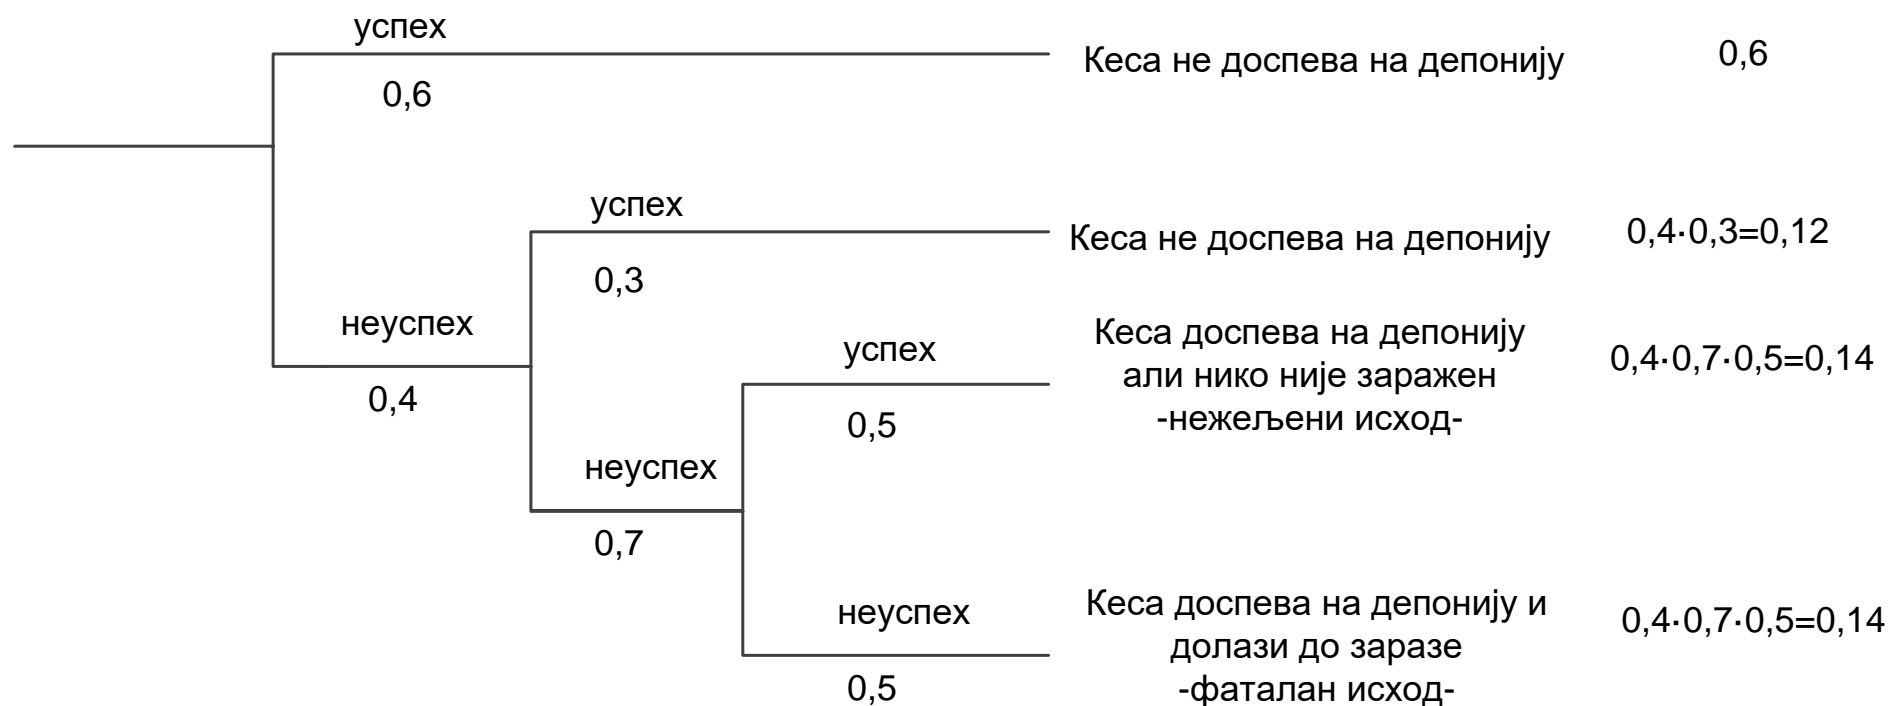 успех
0,6
Кеса не доспева на депонију
0,6
успех
0,3
Кеса не доспева на депонију
0,4·0,3=0,12
неуспех
0,4
успех
0,5
Кеса доспева на депонију
али нико није заражен
-нежељени исход-
0,4·0,7·0,5=0,14
неуспех
0,7
неуспех
0,5
Кеса доспева на депонију и
долази до заразе
-фаталан исход-
0,4·0,7·0,5=0,14